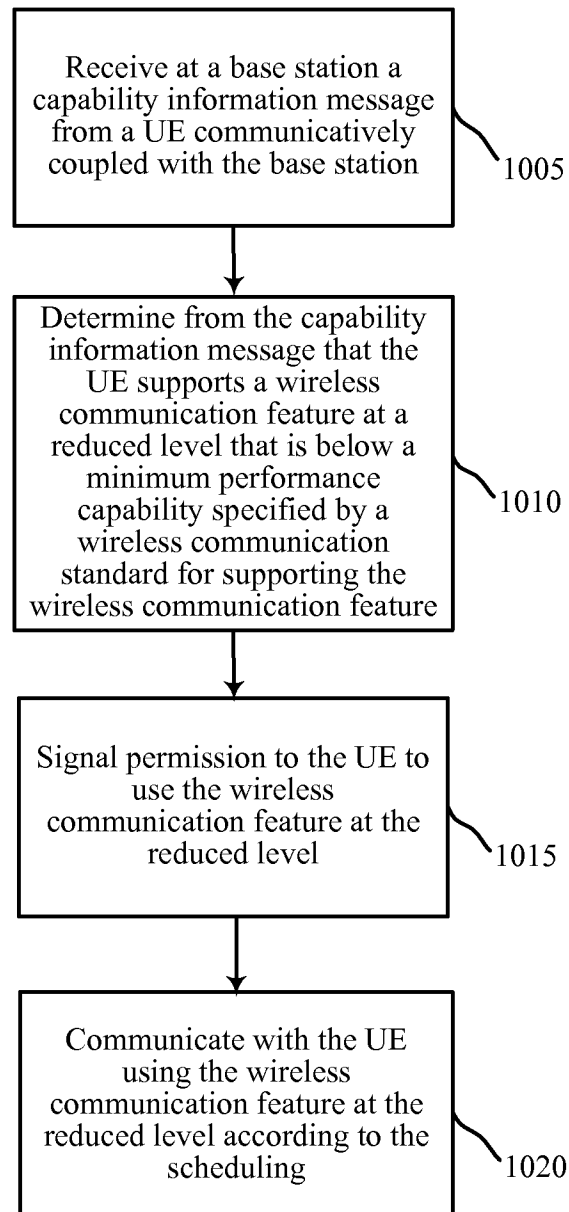 Receive at a base station a
capability information message
from a UE communicatively
coupled with the base station
1005
Determine from the capability
information message that the
UE supports a wireless
communication feature at a
reduced level that is below a
minimum performance
capability specified by a
wireless communication
standard for supporting the
wireless communication feature
1010
Signal permission to the UE to
use the wireless
communication feature at the
reduced level
1015
Communicate with the UE
using the wireless
communication feature at the
reduced level according to the
scheduling
1020